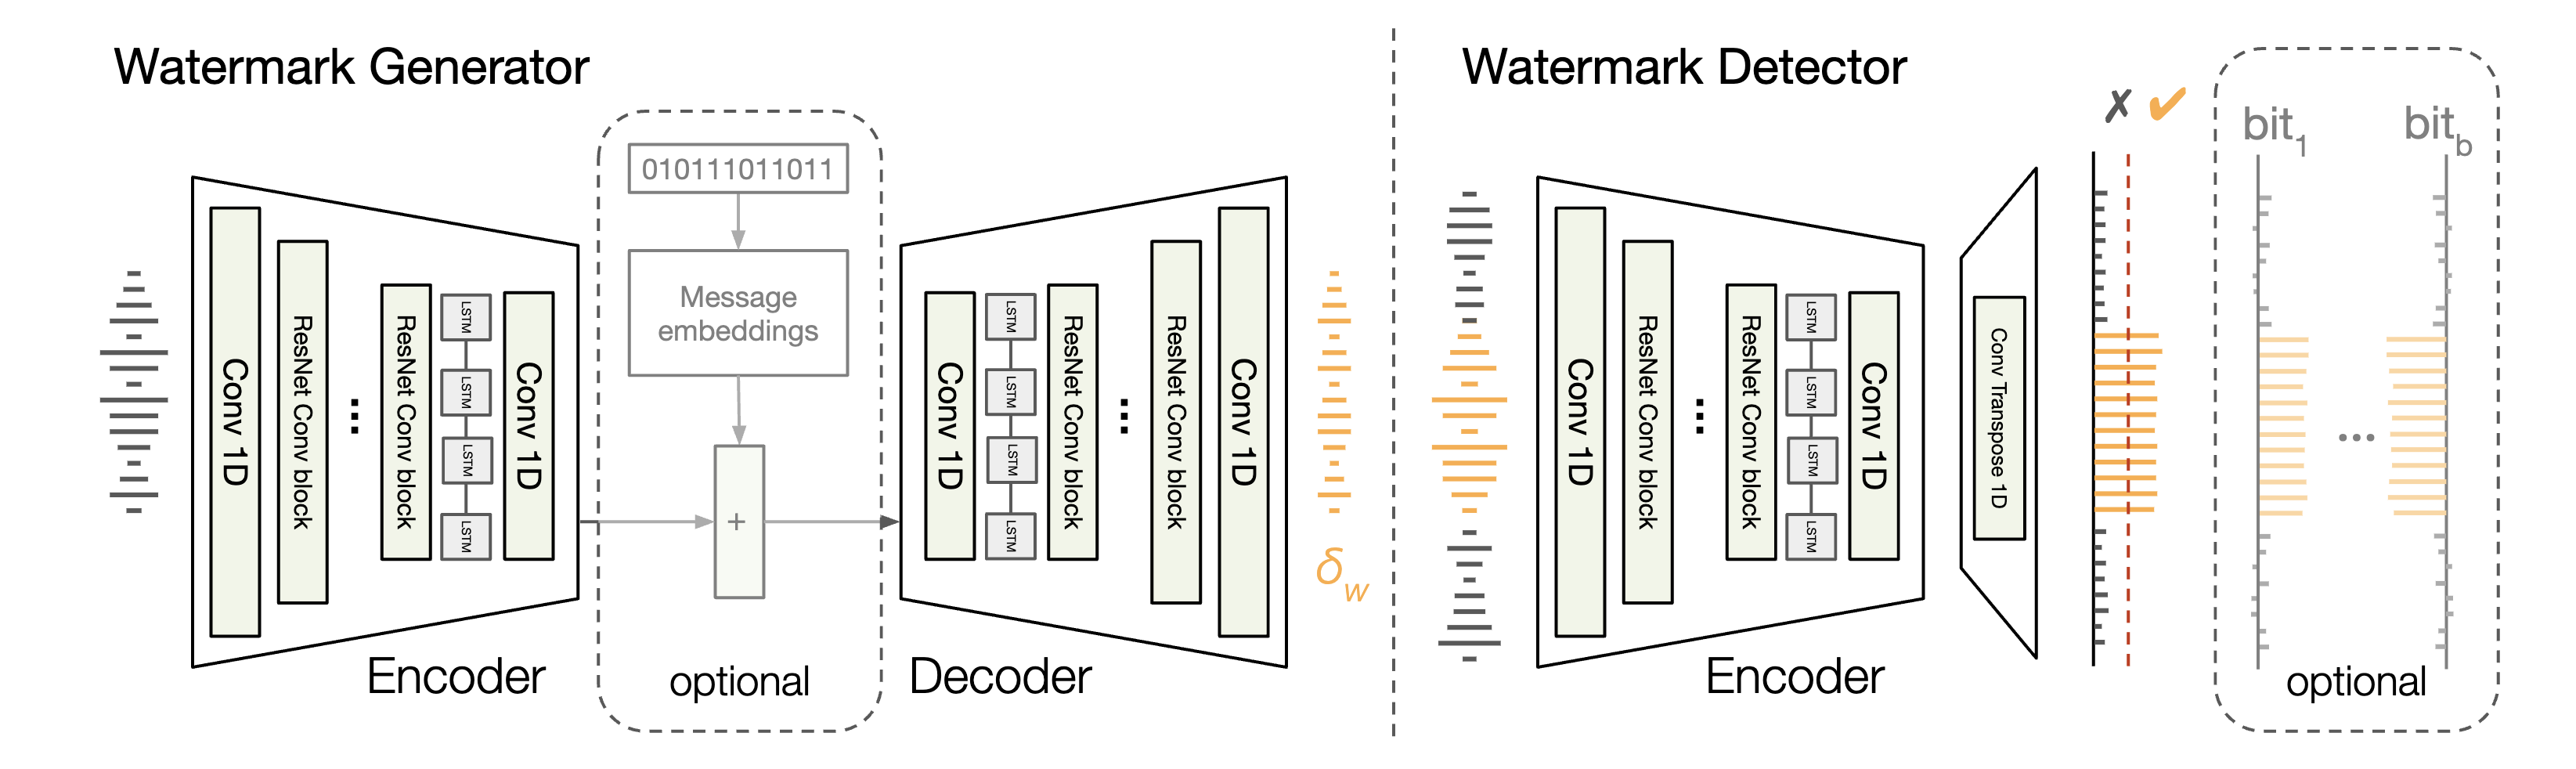 Watermark Generator
Conv 1D
ResNet Conv block
...
ResNet Conv block
LSTM
LSTM
LSTM
LSTM
Conv 1D
Encoder
010111011011
Message
embeddings
+
optional
Conv 1D
LSTM
LSTM
LSTM
LSTM
ResNet Conv block
...
ResNet Conv block
Conv 1D
Decoder
δw
Watermark Detector
Conv 1D
ResNet Conv block
...
ResNet Conv block
LSTM
LSTM
LSTM
LSTM
Conv 1D
Encoder
Conv Transpose 1D
✗ ✔
bit1
...
bitb
optional